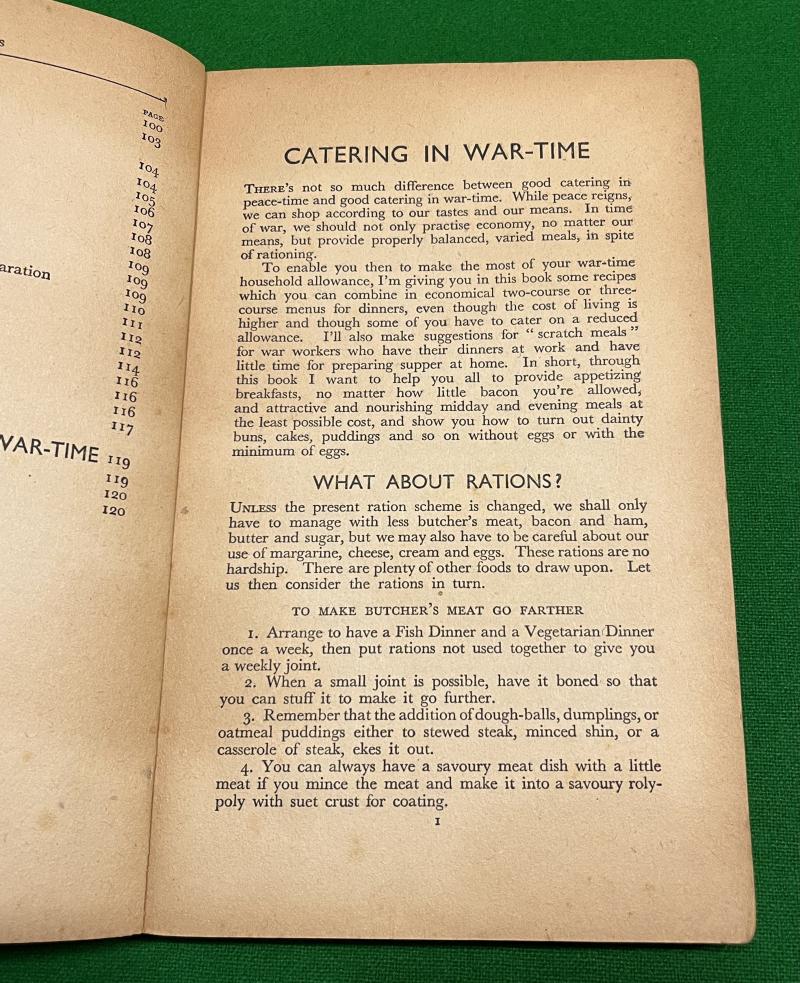 s
PAGE
100
103
104
104
105
106
107
108
108
109
aration
109
109
110
111
112
112
114
116
116
116
117
WAR-TIME 119
119
120
120
CATERING IN WAR-TIME
THERE'S not so much difference between good catering in
peace-time and good catering in war-time. While peace reigns,
we can shop according to our tastes and our means. In time
of war, we should not only practise economy, no matter our
means, but provide properly balanced, varied meals, in spite
of rationing.
To enable you then to make the most of your war-time
household allowance, I'm giving you in this book some recipes
which you can combine in economical two-course or three-
course menus for dinners, even though the cost of living is
higher and though some of you have to cater on a reduced
allowance. I'll also make suggestions for "scratch meals"
for war workers who have their dinners at work and have
little time for preparing supper at home. In short, through
this book I want to help you all to provide appetizing
breakfasts, no matter how little bacon you're allowed,
and attractive and nourishing midday and evening meals at
the least possible cost, and show you how to turn out dainty
buns, cakes, puddings and so on without eggs or with the
minimum of eggs.
WHAT ABOUT RATIONS?
UNLESS the present ration scheme is changed, we shall only
have to manage with less butcher's meat, bacon and ham,
butter and sugar, but we may also have to be careful about our
use of margarine, cheese, cream and eggs. These rations are no
hardship. There are plenty of other foods to draw upon. Let
us then consider the rations in turn.
TO MAKE BUTCHER'S MEAT GO FARTHER
1. Arrange to have a Fish Dinner and a Vegetarian Dinner
once a week, then put rations not used together to give you
a weekly joint.
2. When a small joint is possible, have it boned so that
you can stuff it to make it go further.
3. Remember that the addition of dough-balls, dumplings, or
oatmeal puddings either to stewed steak, minced shin, or a
casserole of steak, ekes it out.
4. You can always have a savoury meat dish with a little
meat if you mince the meat and make it into a savoury roly-
poly with suet crust for coating.
1